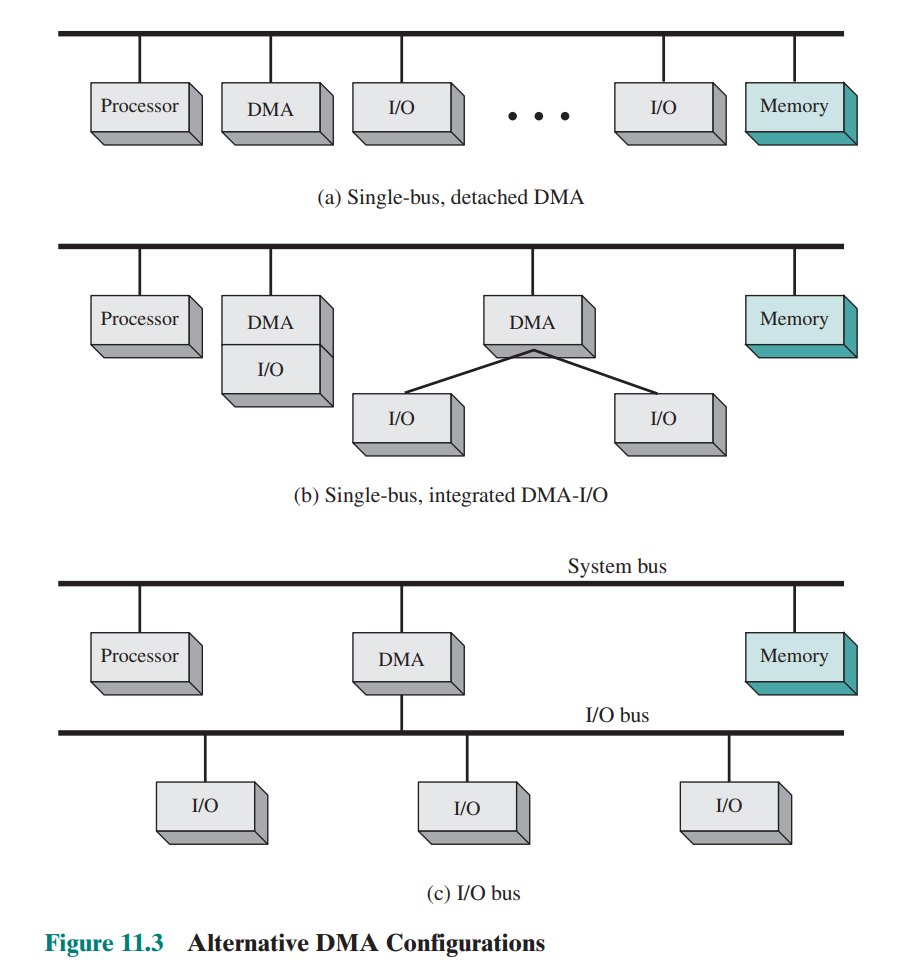 Processor DMA I/O I/O Memory
(a) Single-bus, detached DMA
Processor DMA DMA Memory
I/O
I/O I/O
(b) Single-bus, integrated DMA-I/O
System bus
Processor DMA Memory
I/O bus
I/O I/O I/O
(c) I/O bus
Figure 11.3 Alternative DMA Configurations